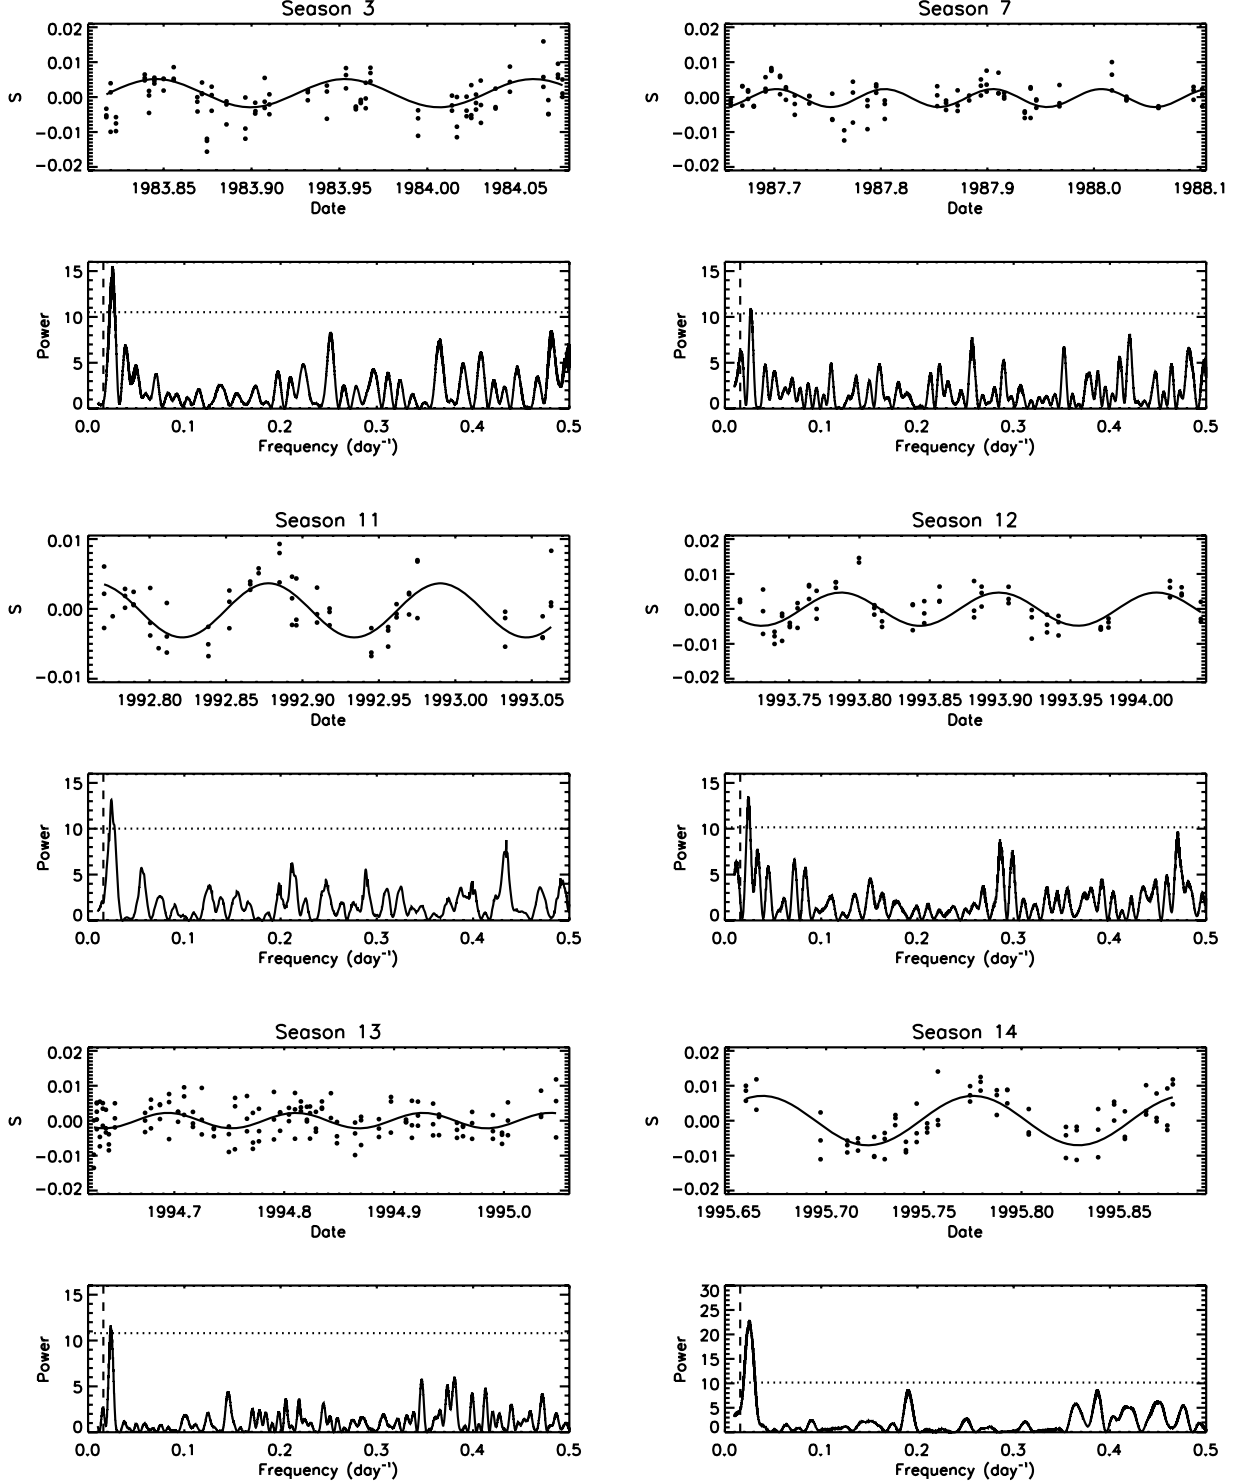 Season 3
0.02
0.01
0.00
-0.01
-0.02
S
1983.85 1983.90 1983.95 1984.00 1984.05
Date
15
10
5
0
Power
0.0 0.1 0.2 0.3 0.4 0.5
Frequency (day⁻¹)
Season 7
0.02
0.01
0.00
-0.01
-0.02
S
1987.7 1987.8 1987.9 1988.0 1988.1
Date
15
10
5
0
Power
0.0 0.1 0.2 0.3 0.4 0.5
Frequency (day⁻¹)
Season 11
0.01
0.00
-0.01
S
1992.80 1992.85 1992.90 1992.95 1993.00 1993.05
Date
15
10
5
0
Power
0.0 0.1 0.2 0.3 0.4 0.5
Frequency (day⁻¹)
Season 12
0.02
0.01
0.00
-0.01
-0.02
S
1993.75 1993.80 1993.85 1993.90 1993.95 1994.00
Date
15
10
5
0
Power
0.0 0.1 0.2 0.3 0.4 0.5
Frequency (day⁻¹)
Season 13
0.02
0.01
0.00
-0.01
-0.02
S
1994.7 1994.8 1994.9 1995.0
Date
15
10
5
0
Power
0.0 0.1 0.2 0.3 0.4 0.5
Frequency (day⁻¹)
Season 14
0.02
0.01
0.00
-0.01
-0.02
S
1995.65 1995.70 1995.75 1995.80 1995.85
Date
30
25
20
15
10
5
0
Power
0.0 0.1 0.2 0.3 0.4 0.5
Frequency (day⁻¹)